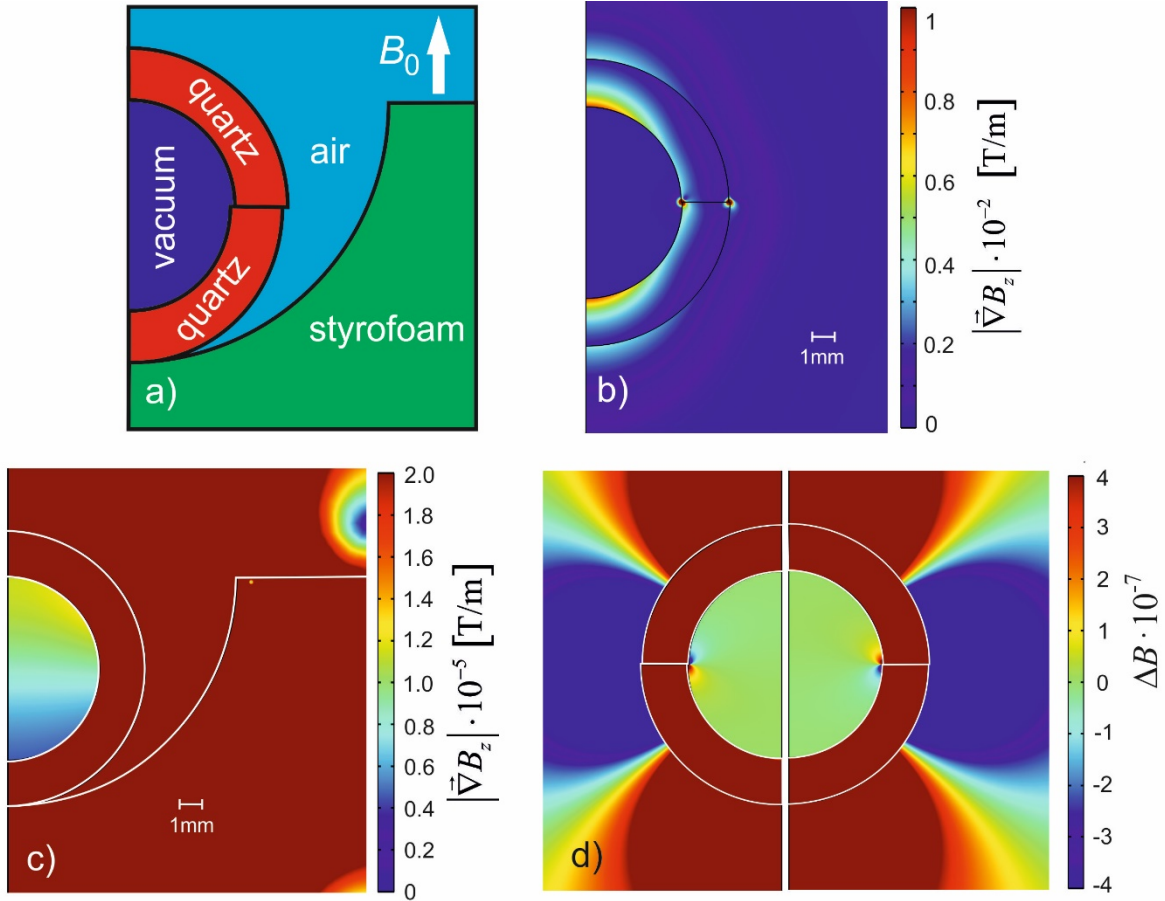 B₀
quartz
air
vacuum
quartz
styrofoam
a)
1
0.8
0.6
0.4
0.2
0
|∇⃗B_z| · 10⁻² [T/m]
1mm
b)
2.0
1.8
1.6
1.4
1.2
1.0
0.8
0.6
0.4
0.2
0
|∇⃗B_z| · 10⁻⁵ [T/m]
1mm
c)
4
3
2
1
0
-1
-2
-3
-4
ΔB · 10⁻⁷
d)